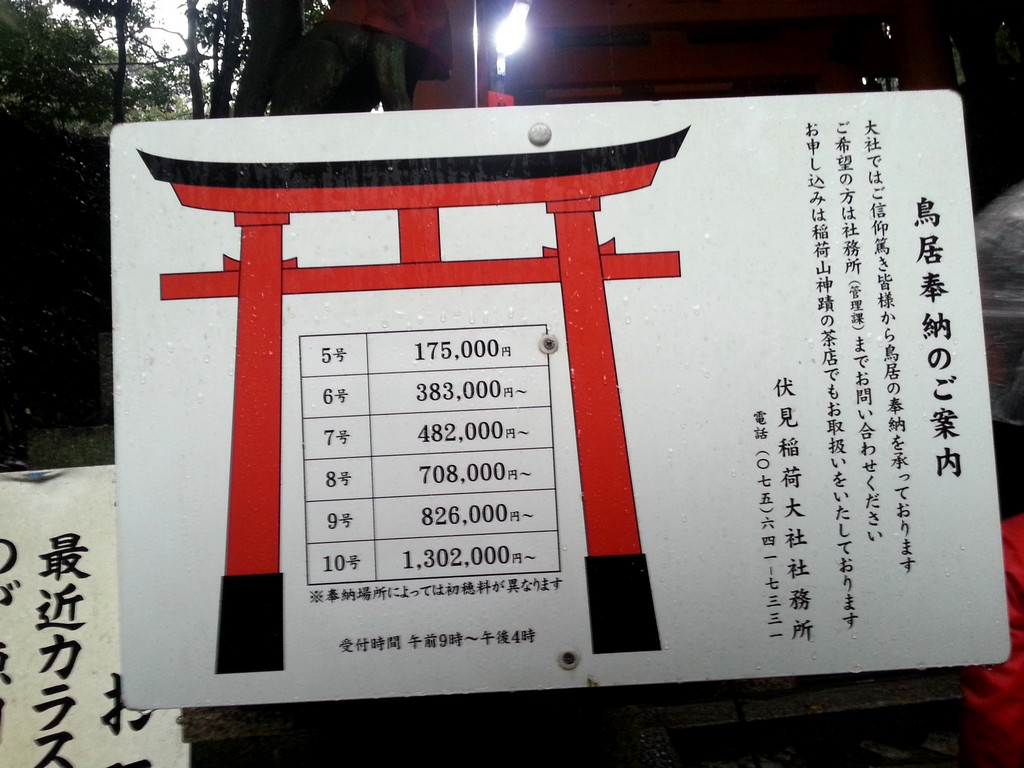 鳥居奉納のご案内
大社ではご信仰篤き皆様から鳥居の奉納を承っております
ご希望の方は社務所(管理課)までお問い合わせください
お申し込みは稲荷山神蹟の茶店でもお取扱いをいたしております
伏見稲荷大社社務所
電話(〇七五)六四一-七三三一
5号 175,000円
6号 383,000円~
7号 482,000円~
8号 708,000円~
9号 826,000円~
10号 1,302,000円~
※奉納場所によっては初穂料が異なります
受付時間 午前9時~午後4時
お
最近カラス
のが